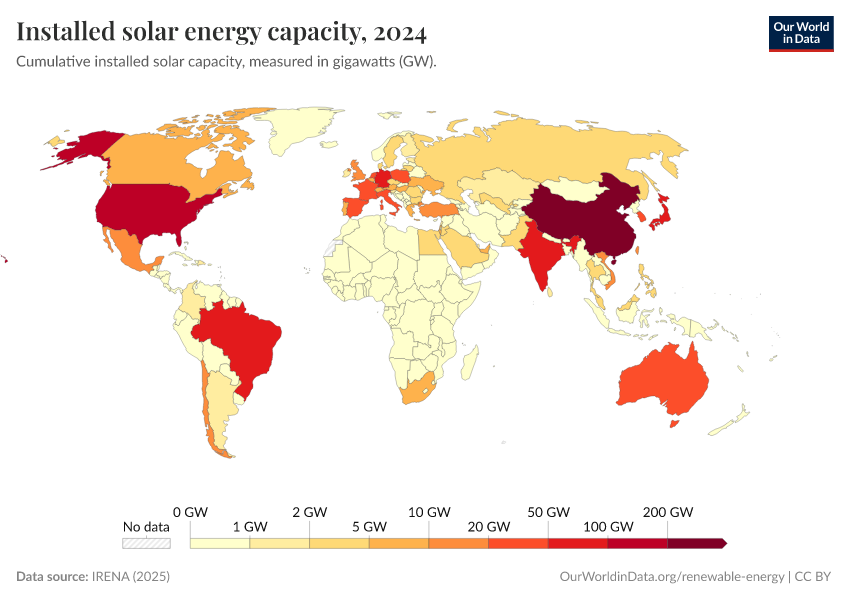 Installed solar energy capacity, 2024
Our World
in Data
Cumulative installed solar capacity, measured in gigawatts (GW).
0 GW 2 GW 10 GW 50 GW 200 GW
No data 1 GW 5 GW 20 GW 100 GW
Data source: IRENA (2025)
OurWorldinData.org/renewable-energy | CC BY